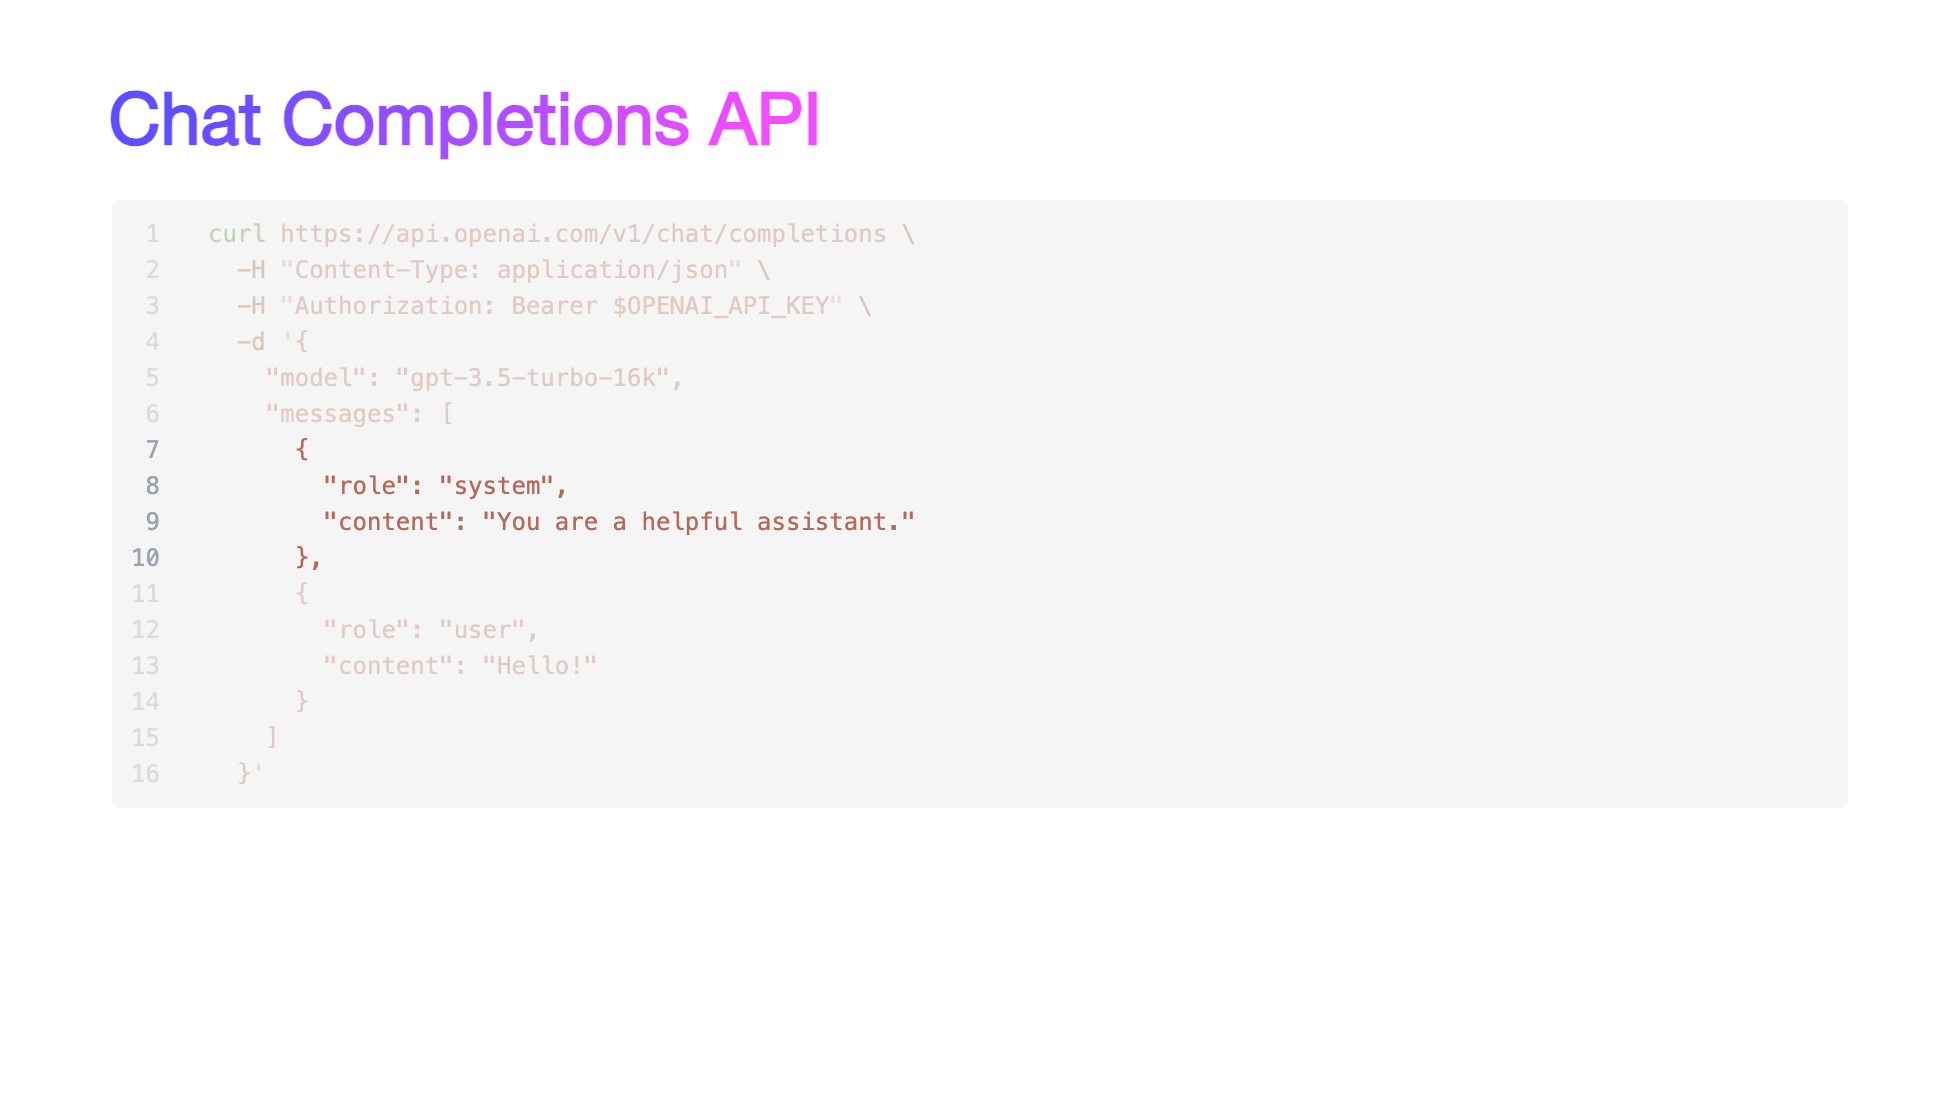 Chat Completions API
1 curl https://api.openai.com/v1/chat/completions \
2   -H "Content-Type: application/json" \
3   -H "Authorization: Bearer $OPENAI_API_KEY" \
4   -d '{
5     "model": "gpt-3.5-turbo-16k",
6     "messages": [
7       {
8         "role": "system",
9         "content": "You are a helpful assistant."
10       },
11       {
12         "role": "user",
13         "content": "Hello!"
14       }
15     ]
16   }'